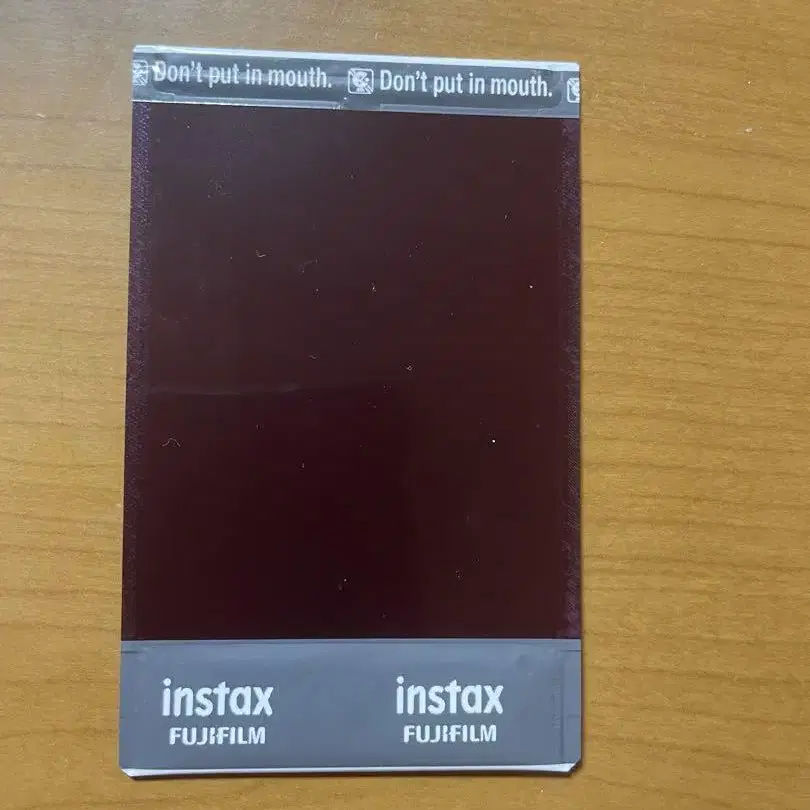 Don't put in mouth. Don't put in mouth.
instax instax
FUJIFILM FUJIFILM